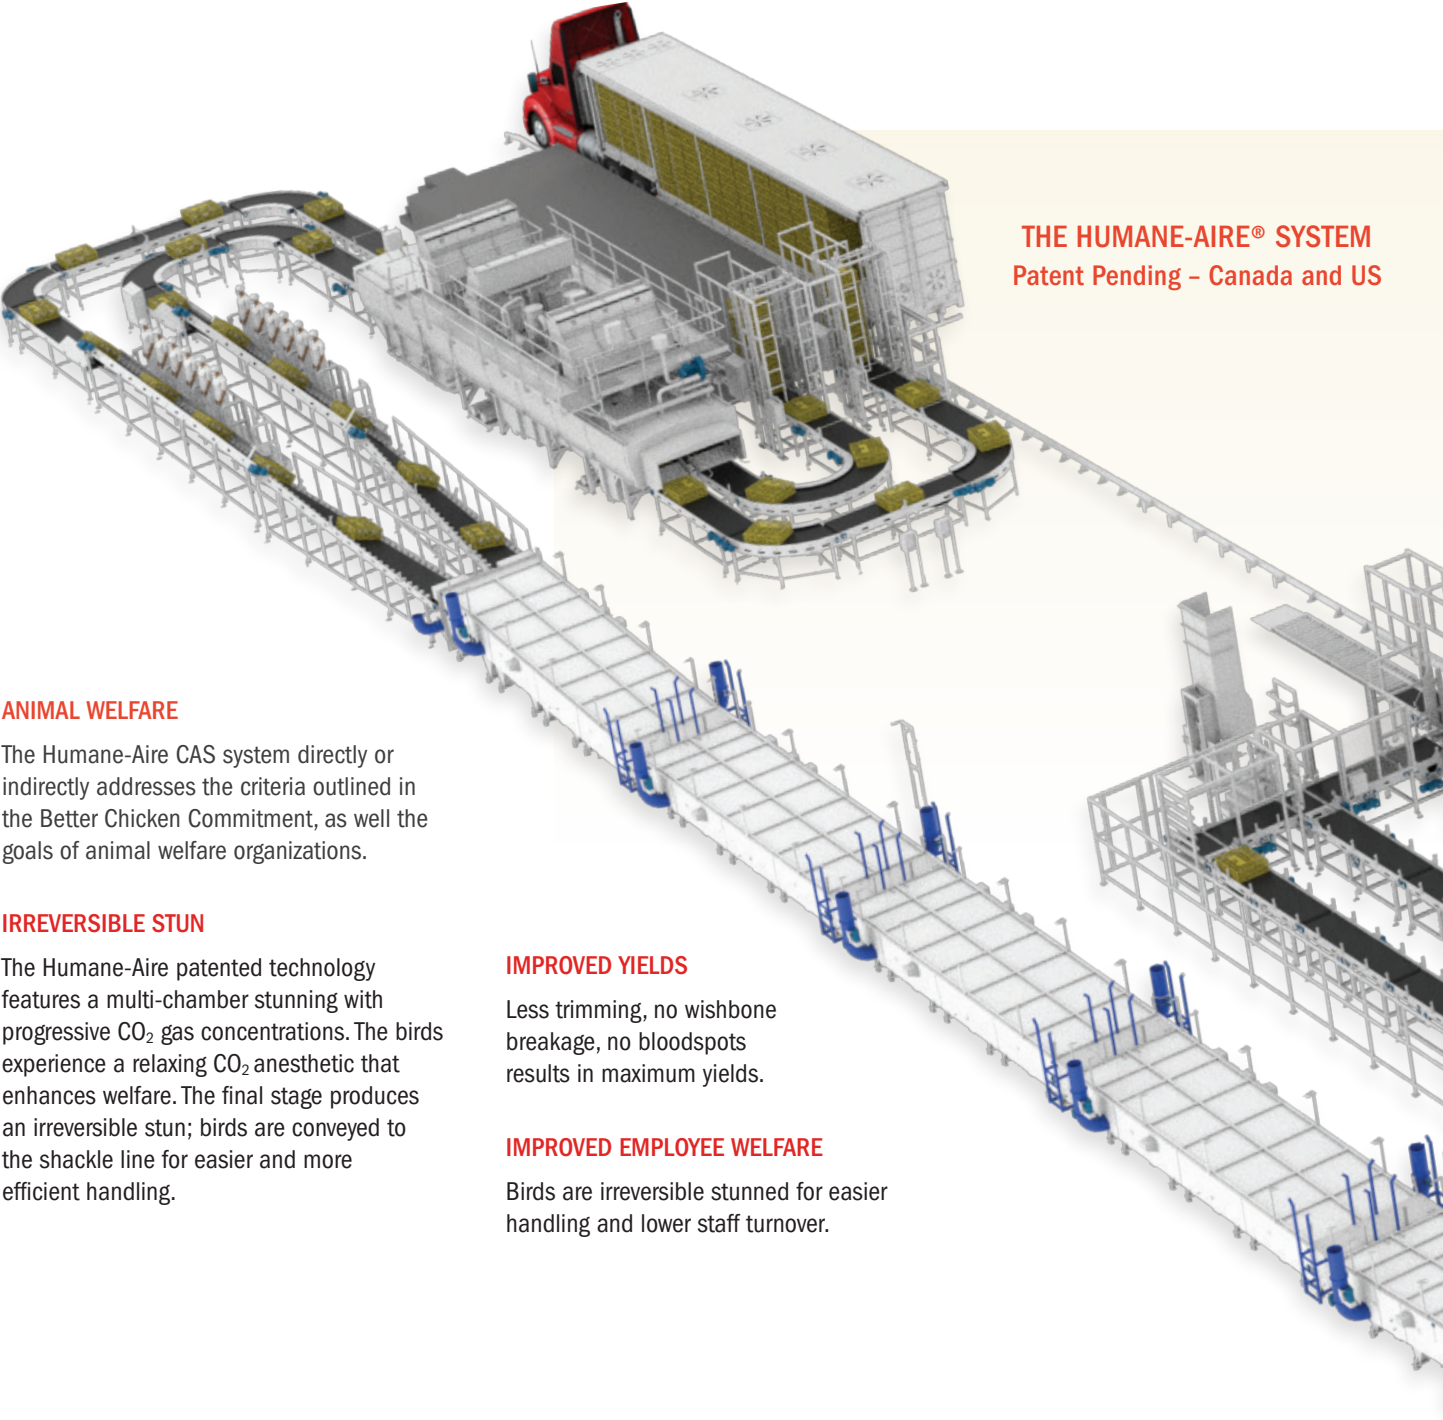 THE HUMANE-AIRE® SYSTEM
Patent Pending – Canada and US
ANIMAL WELFARE
The Humane-Aire CAS system directly or
indirectly addresses the criteria outlined in
the Better Chicken Commitment, as well the
goals of animal welfare organizations.
IRREVERSIBLE STUN
The Humane-Aire patented technology
features a multi-chamber stunning with
progressive CO₂ gas concentrations. The birds
experience a relaxing CO₂ anesthetic that
enhances welfare. The final stage produces
an irreversible stun; birds are conveyed to
the shackle line for easier and more
efficient handling.
IMPROVED YIELDS
Less trimming, no wishbone
breakage, no bloodspots
results in maximum yields.
IMPROVED EMPLOYEE WELFARE
Birds are irreversible stunned for easier
handling and lower staff turnover.